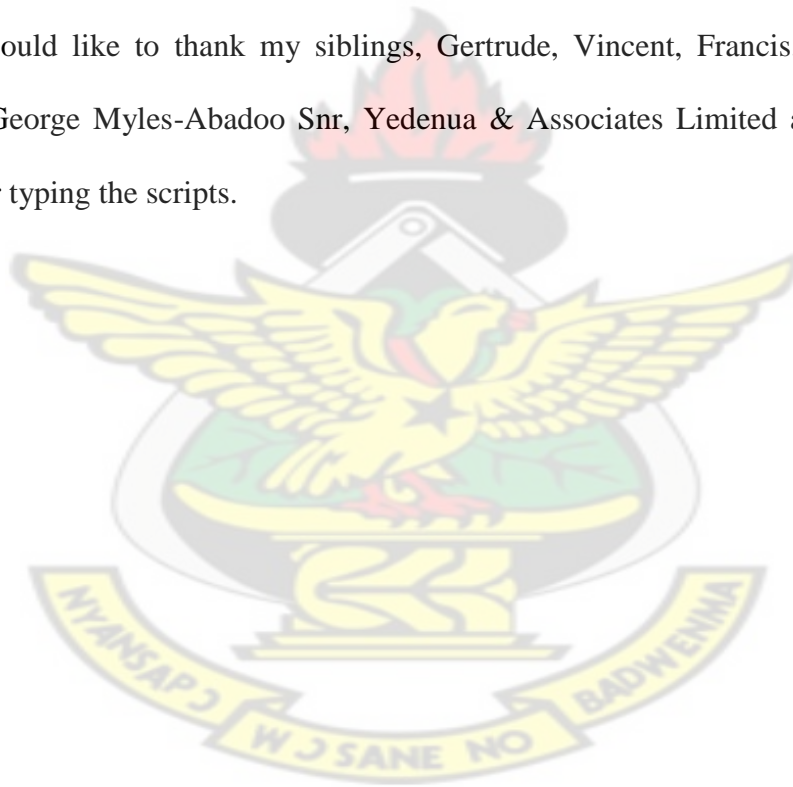 ould like to thank my siblings, Gertrude, Vincent, Francis
George Myles-Abadoo Snr, Yedenua & Associates Limited a
r typing the scripts.
NYANSAPƆ WƆSANE NO BADWENMA